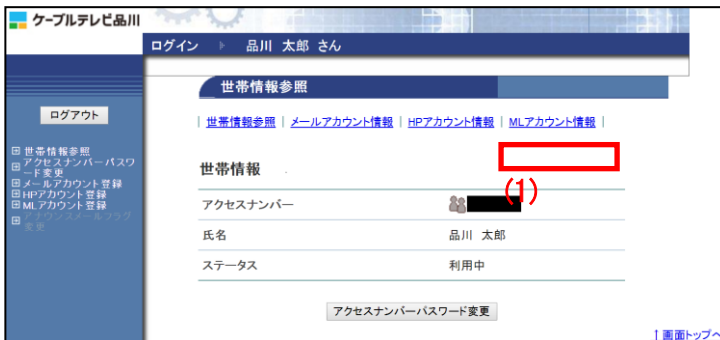 ケーブルテレビ品川
ログイン 品川 太郎 さん
世帯情報参照
ログアウト
世帯情報参照
アクセスナンバーパスワ
ード変更
メールアカウント登録
HPアカウント登録
MLアカウント登録
アナウンスメールフラグ
変更
| 世帯情報参照 | メールアカウント情報 | HPアカウント情報 | MLアカウント情報 |
世帯情報
(1)
アクセスナンバー
氏名 品川 太郎
ステータス 利用中
アクセスナンバーパスワード変更
↑画面トップへ